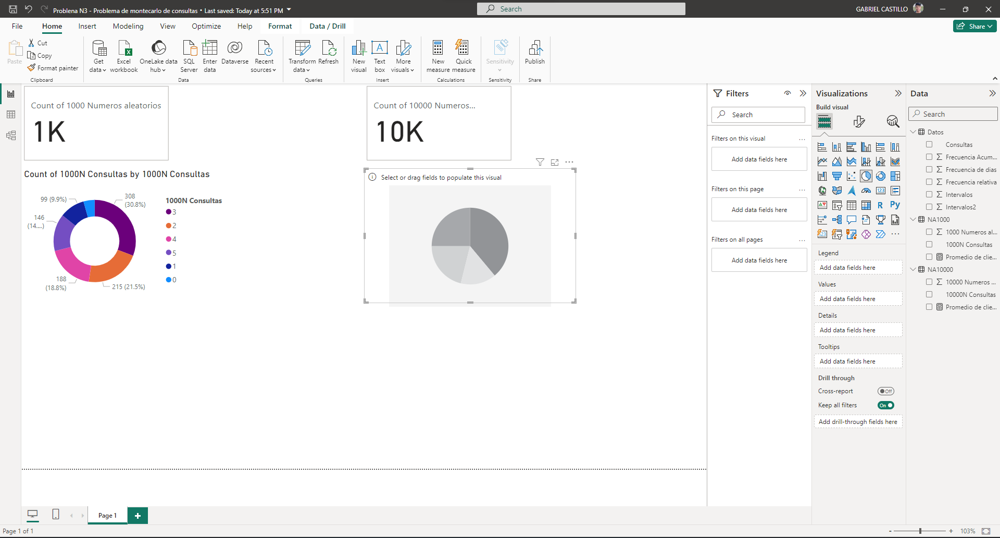 Problena N3 - Problema de montecarlo de consultas • Last saved: Today at 5:51 PM
Search
GABRIEL CASTILLO
File
Home
Insert
Modeling
View
Optimize
Help
Format
Data / Drill
Share
Paste
Cut
Copy
Format painter
Clipboard
Get data
Excel workbook
OneLake data hub
SQL Server
Enter data
Dataverse
Recent sources
Data
Transform data
Refresh
Queries
New visual
Text box
More visuals
Insert
New measure
Quick measure
Calculations
Sensitivity
Sensitivity
Publish
Share
Count of 1000 Numeros aleatorios
1K
Count of 10000 Numeros...
10K
Count of 1000N Consultas by 1000N Consultas
308
(30.8%)
215 (21.5%)
188
(18.8%)
146
(14....)
99 (9.9%)
1000N Consultas
3
2
4
5
1
0
Select or drag fields to populate this visual
Filters
Search
Filters on this visual
...
Add data fields here
Filters on this page
...
Add data fields here
Filters on all pages
...
Add data fields here
Visualizations
Build visual
123
R
Py
123
...
Legend
Add data fields here
Values
Add data fields here
Details
Add data fields here
Tooltips
Add data fields here
Drill through
Cross-report
Off
Keep all filters
On
Add drill-through fields here
Data
Search
Datos
Consultas
∑ Frecuencia Acum...
∑ Frecuencia de dias
∑ Frecuencia relativa
∑ Intervalos
∑ Intervalos2
NA1000
∑ 1000 Numeros al...
1000N Consultas
Promedio de clie...
NA10000
∑ 10000 Numeros ...
10000N Consultas
Promedio de clie...
Page 1
+
Page 1 of 1
- + 103%